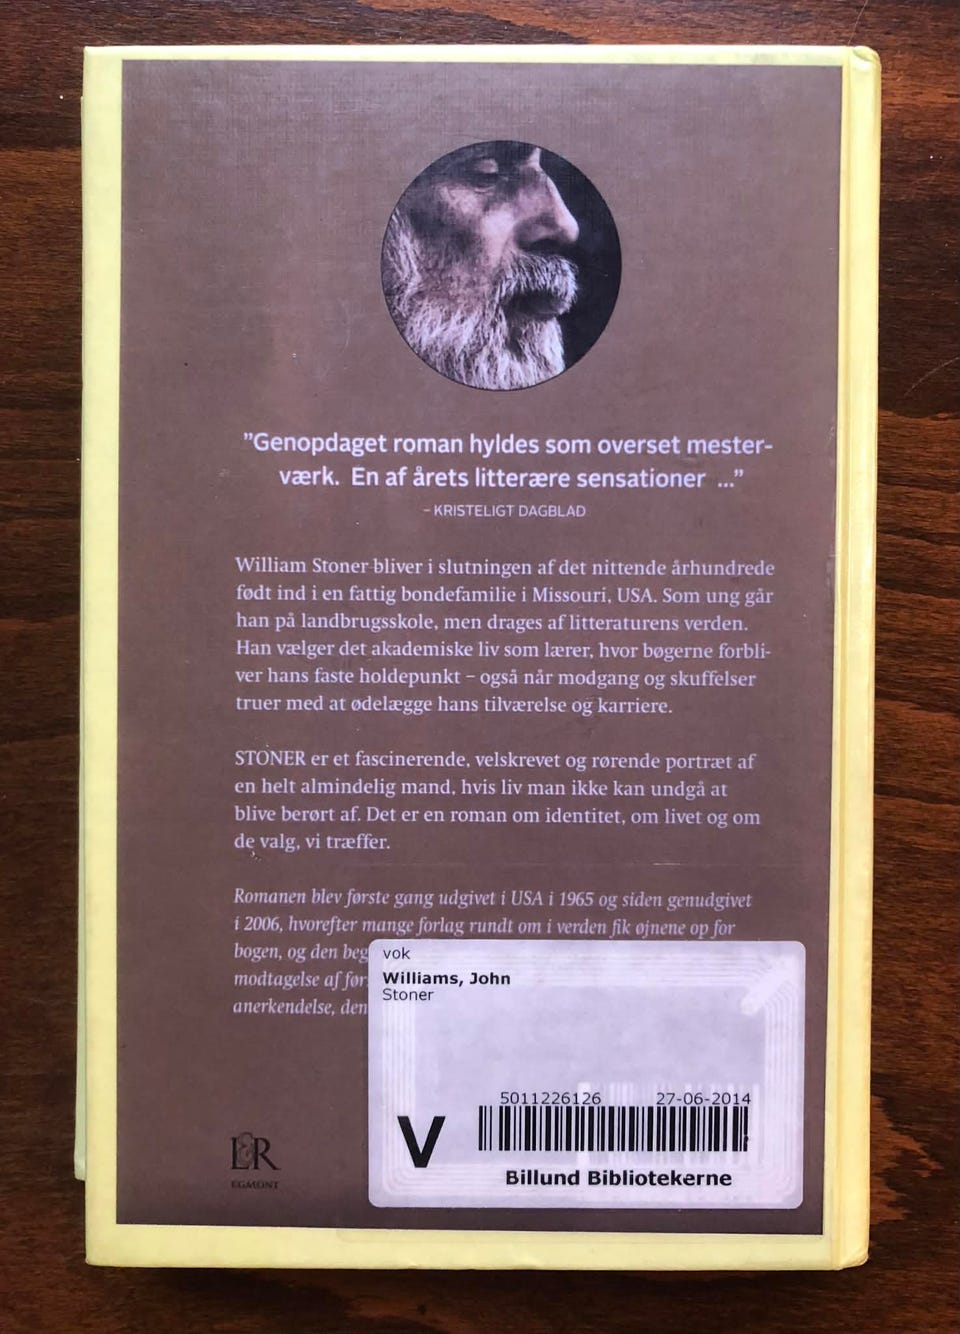 ”Genopdaget roman hyldes som overset mester-
værk. En af årets litterære sensationer ...”
– KRISTELIGT DAGBLAD
William Stoner bliver i slutningen af det nittende århundrede
født ind i en fattig bondefamilie i Missouri, USA. Som ung går
han på landbrugsskole, men drages af litteraturens verden.
Han vælger det akademiske liv som lærer, hvor bøgerne forbli-
ver hans faste holdepunkt – også når modgang og skuffelser
truer med at ødelægge hans tilværelse og karriere.
STONER er et fascinerende, velskrevet og rørende portræt af
en helt almindelig mand, hvis liv man ikke kan undgå at
blive berørt af. Det er en roman om identitet, om livet og om
de valg, vi træffer.
Romanen blev første gang udgivet i USA i 1965 og siden genudgivet
i 2006, hvorefter mange forlag rundt om i verden fik øjnene op for
bogen, og den beg
modtagelse af før
anerkendelse, den
vok
Williams, John
Stoner
5011226126 27-06-2014
V
Billund Bibliotekerne
L&R
EGMONT